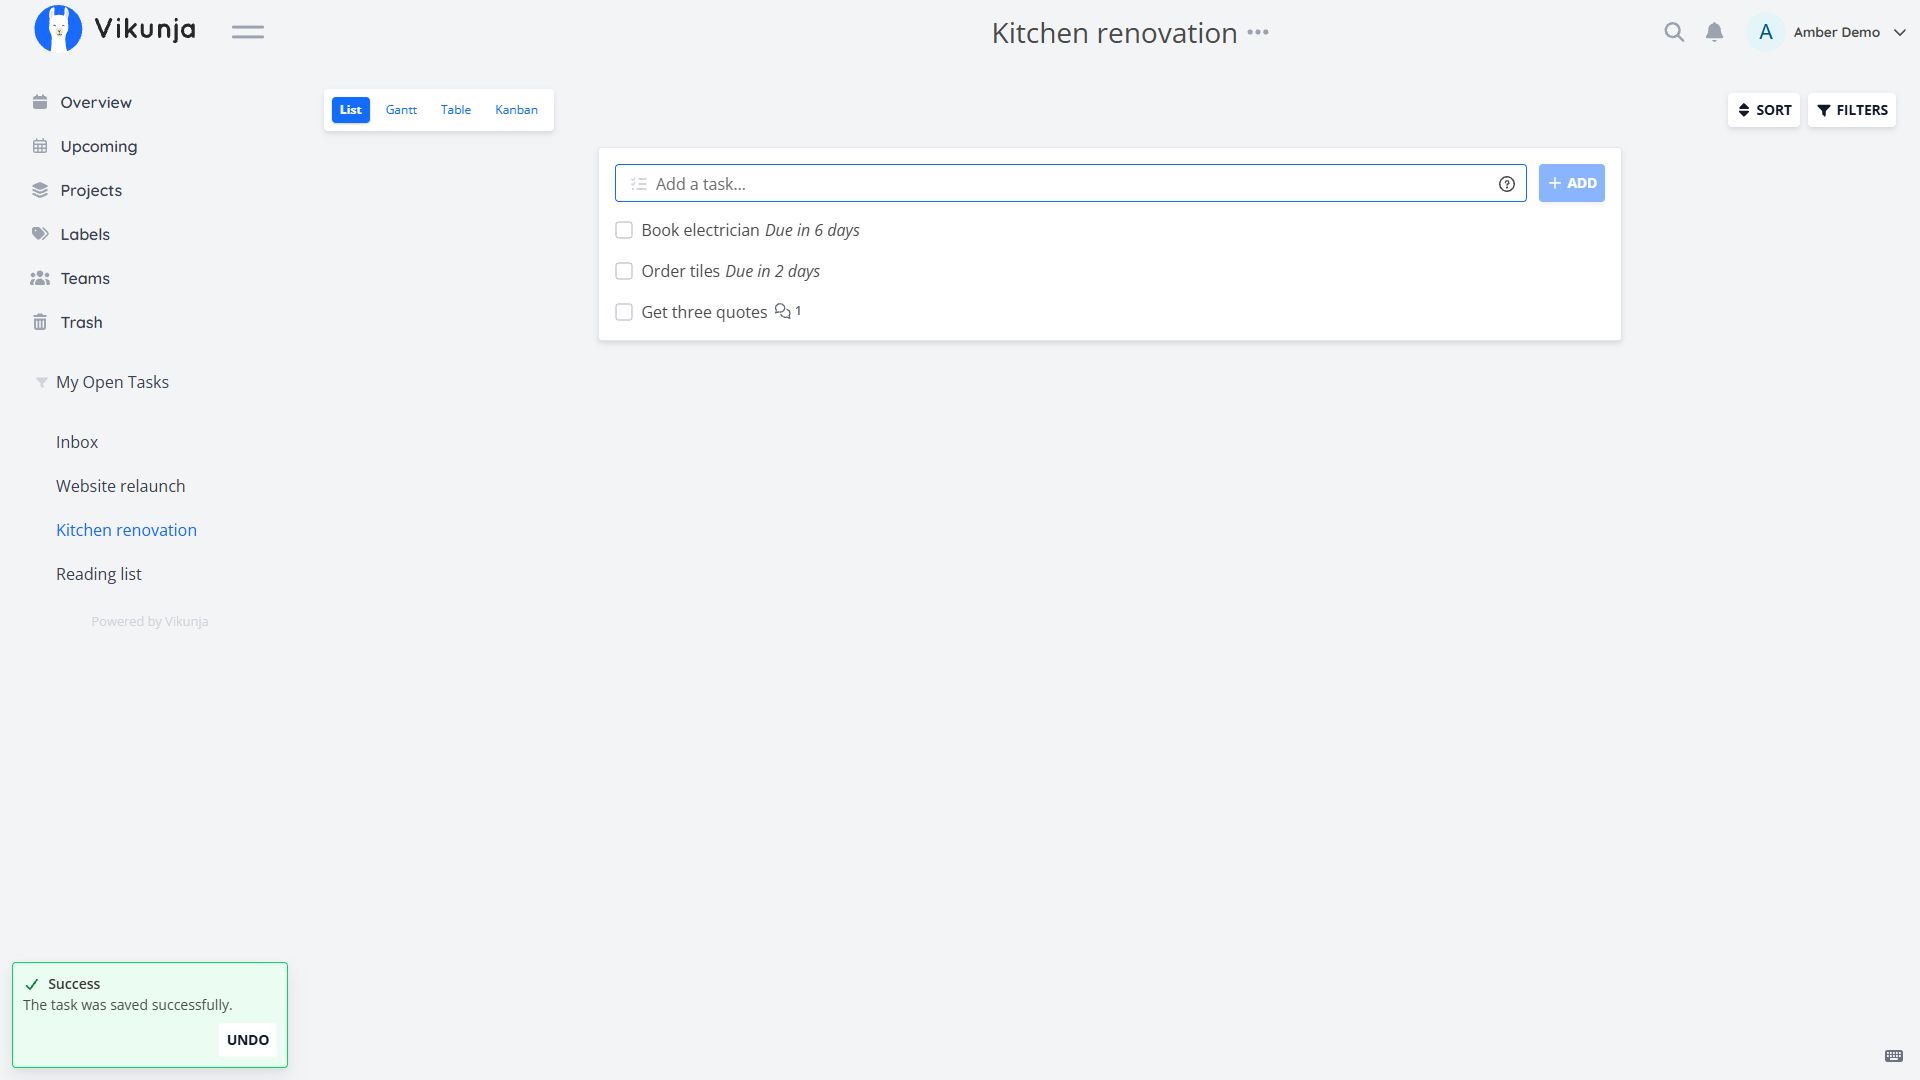 Vikunja
Kitchen renovation
A
Amber Demo
Overview
Upcoming
Projects
Labels
Teams
Trash
My Open Tasks
Inbox
Website relaunch
Kitchen renovation
Reading list
Powered by Vikunja
List Gantt Table Kanban
SORT FILTERS
Add a task...
ADD
Book electrician Due in 6 days
Order tiles Due in 2 days
Get three quotes 1
Success
The task was saved successfully.
UNDO